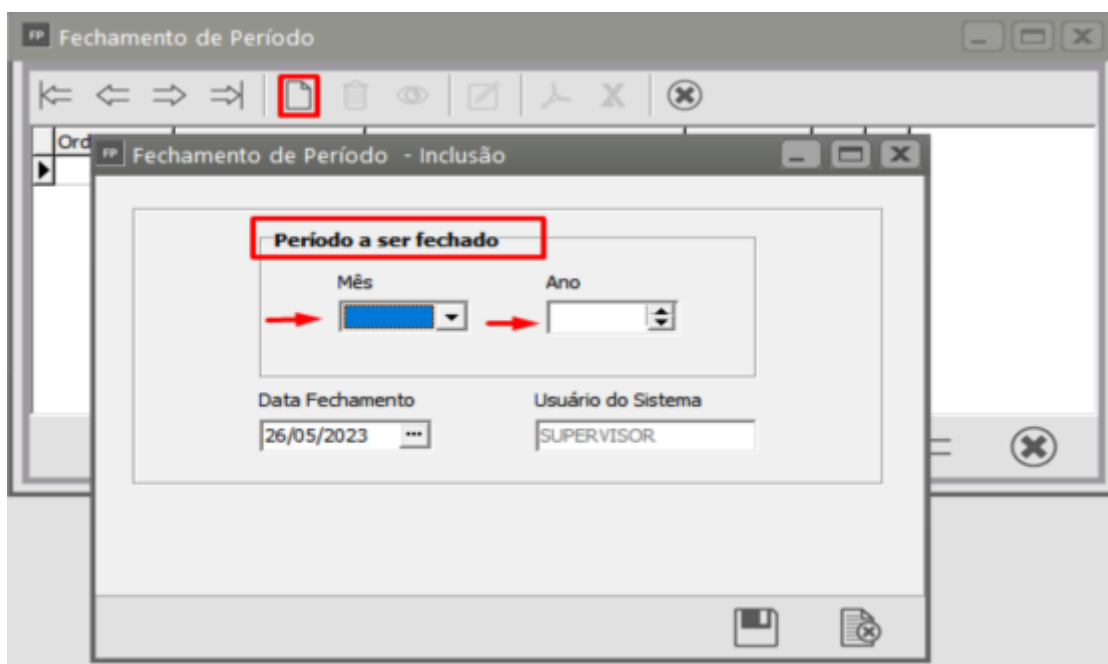 FP Fechamento de Período
Ord
FP Fechamento de Período - Inclusão
Período a ser fechado
Mês Ano
Data Fechamento Usuário do Sistema
26/05/2023 ... SUPERVISOR